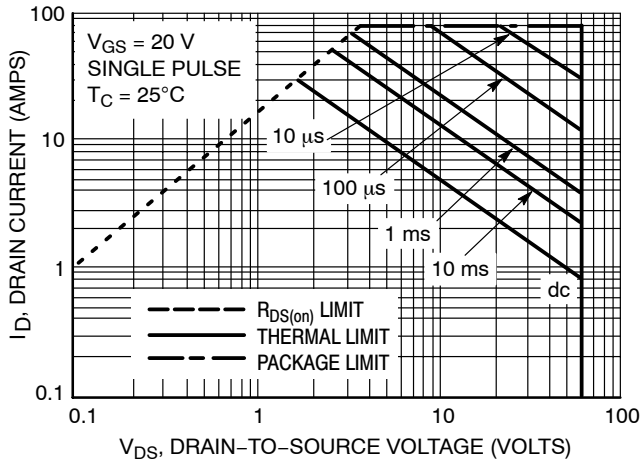 100
V_GS = 20 V
SINGLE PULSE
T_C = 25°C
10
10 µs
100 µs
1 ms
10 ms
1
dc
R_DS(on) LIMIT
THERMAL LIMIT
PACKAGE LIMIT
0.1
0.1
1
10
100
V_DS, DRAIN−TO−SOURCE VOLTAGE (VOLTS)
I_D, DRAIN CURRENT (AMPS)